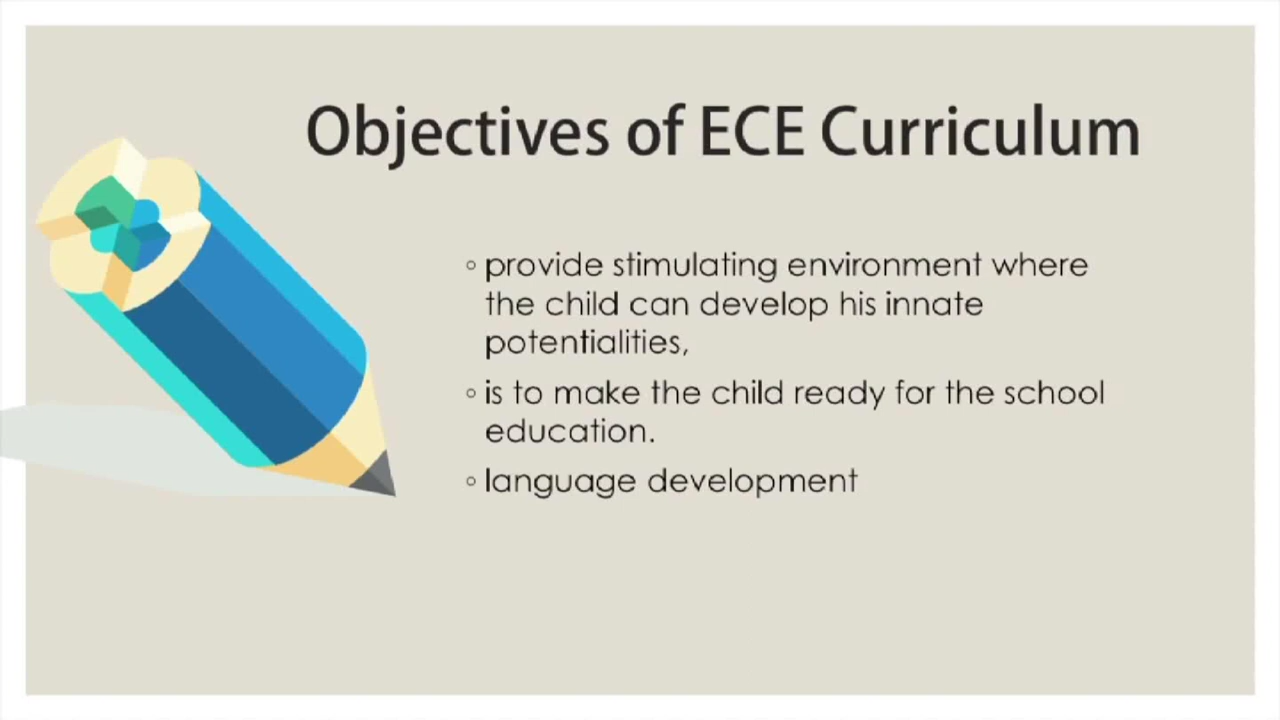 Objectives of ECE Curriculum
◦ provide stimulating environment where
the child can develop his innate
potentialities,
◦ is to make the child ready for the school
education.
◦ language development